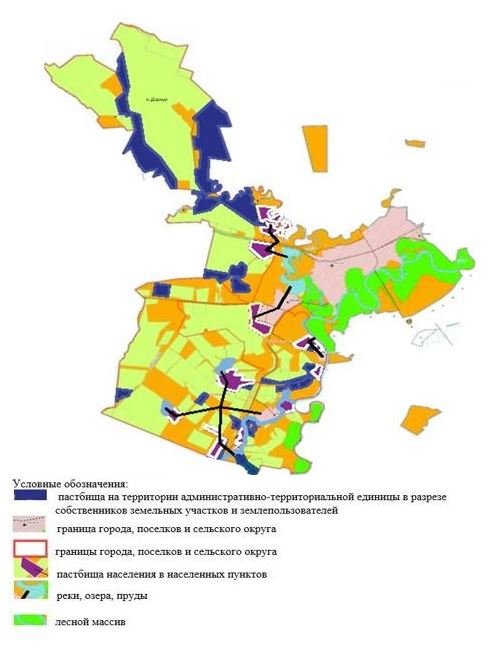 п.Дорожн
Условные обозначения:
пастбища на территории административно-территориальной единицы в разрезе
собственников земельных участков и землепользователей
граница города, поселков и сельского округа
границы города, поселков и сельского округа
пастбища населения в населенных пунктов
реки, озера, пруды
лесной массив